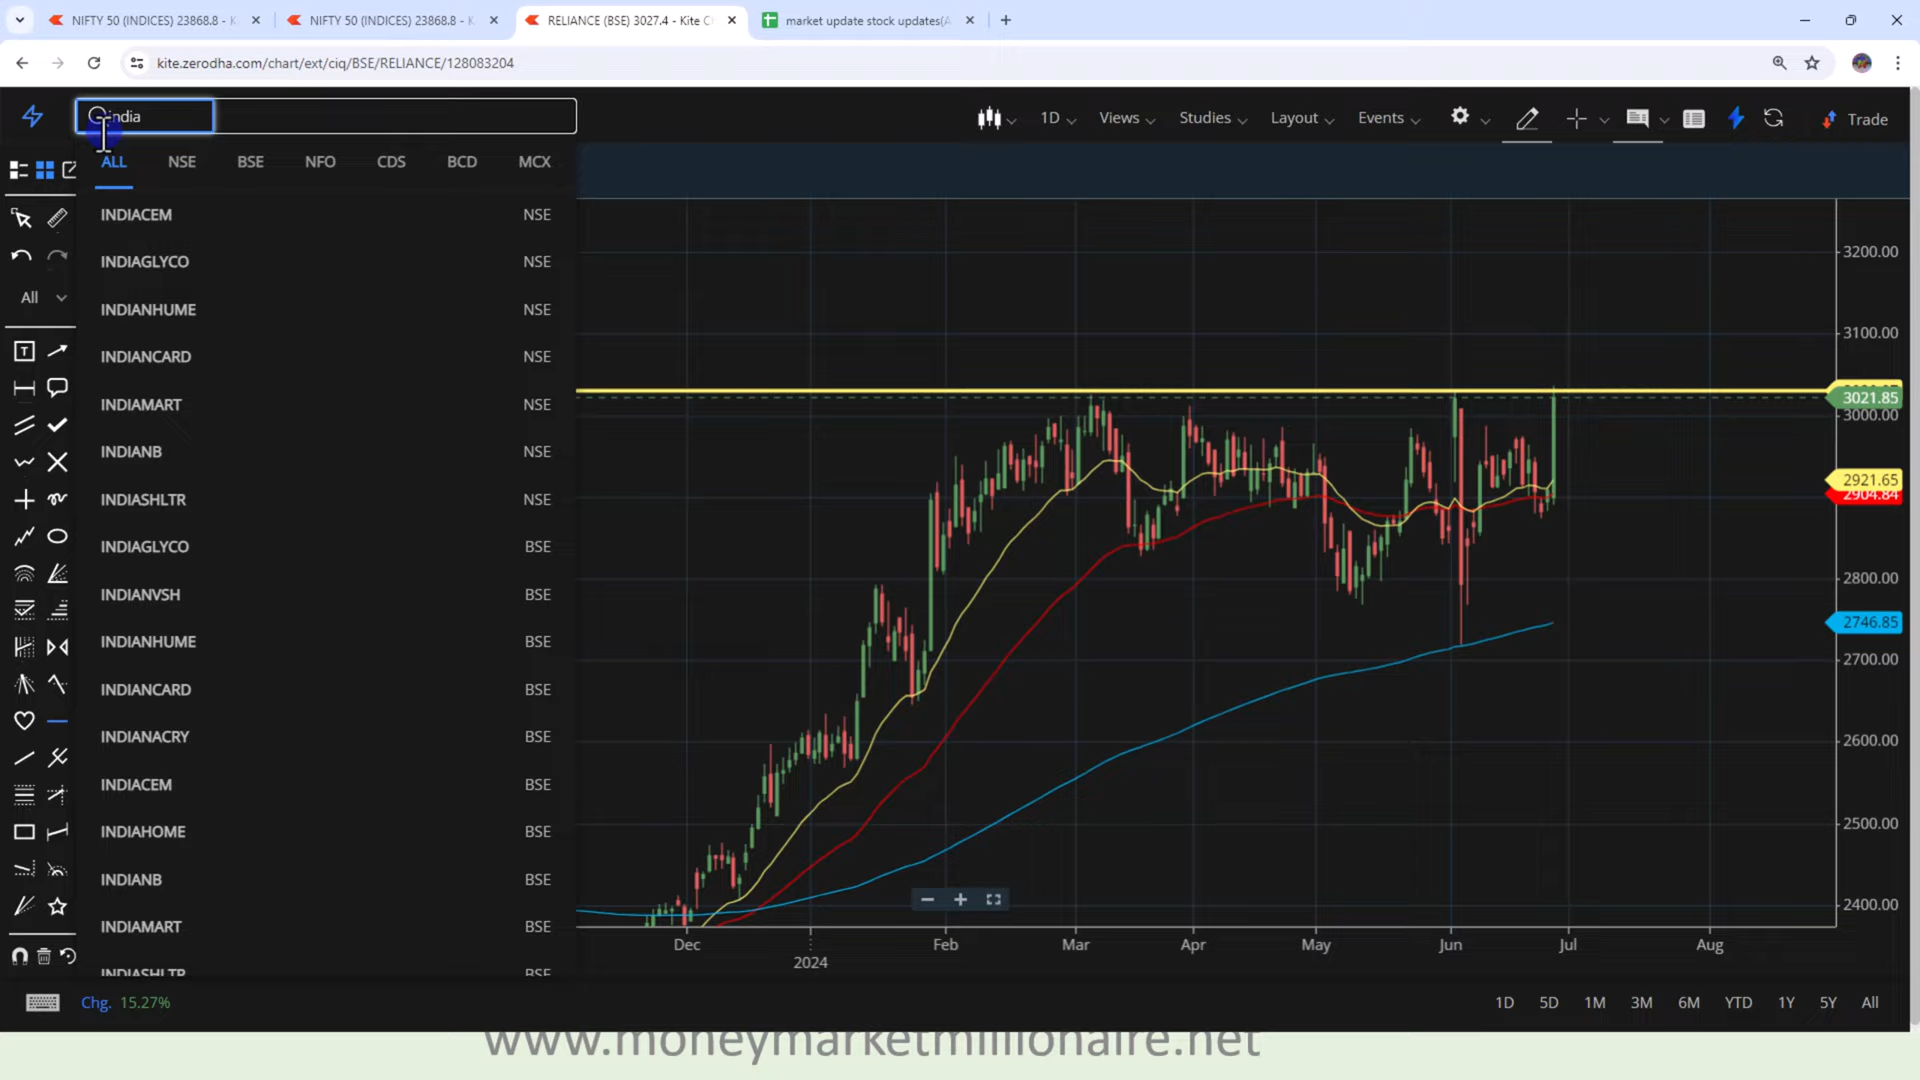 NIFTY 50 (INDICES) 23868.8 - K
NIFTY 50 (INDICES) 23868.8 - K
RELIANCE (BSE) 3027.4 - Kite C
market update stock updates(A
kite.zerodha.com/chart/ext/ciq/BSE/RELIANCE/128083204
india
1D
Views
Studies
Layout
Events
Trade
ALL NSE BSE NFO CDS BCD MCX
INDIACEM NSE
INDIAGLYCO NSE
INDIANHUME NSE
INDIANCARD NSE
INDIAMART NSE
INDIANB NSE
INDIASHLTR NSE
INDIAGLYCO BSE
INDIANVSH BSE
INDIANHUME BSE
INDIANCARD BSE
INDIANACRY BSE
INDIACEM BSE
INDIAHOME BSE
INDIANB BSE
INDIAMART BSE
INDIASHLTR BSE
All
T
3200.00
3100.00
3021.85
3000.00
2921.65
2904.84
2800.00
2746.85
2700.00
2600.00
2500.00
2400.00
Dec 2024 Feb Mar Apr May Jun Jul Aug
Chg. 15.27%
1D 5D 1M 3M 6M YTD 1Y 5Y All
www.moneymarketmillionaire.net